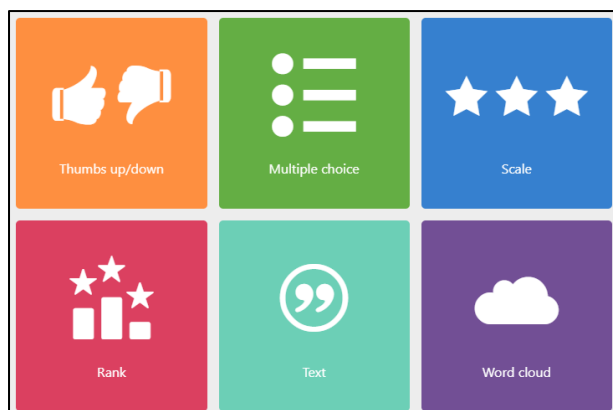 Thumbs up/down
Multiple choice
Scale
Rank
Text
Word cloud